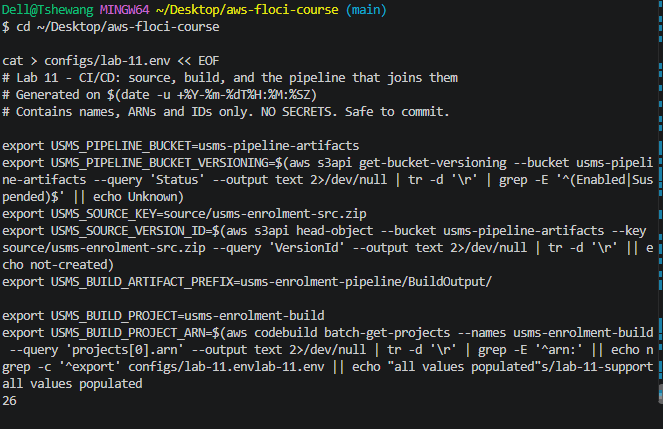 Dell@Tshewang MINGW64 ~/Desktop/aws-floci-course (main)
$ cd ~/Desktop/aws-floci-course

cat > configs/lab-11.env << EOF
# Lab 11 - CI/CD: source, build, and the pipeline that joins them
# Generated on $(date -u +%Y-%m-%dT%H:%M:%SZ)
# Contains names, ARNs and IDs only. NO SECRETS. Safe to commit.

export USMS_PIPELINE_BUCKET=usms-pipeline-artifacts
export USMS_PIPELINE_BUCKET_VERSIONING=$(aws s3api get-bucket-versioning --bucket usms-pipeli
ne-artifacts --query 'Status' --output text 2>/dev/null | tr -d '\r' | grep -E '^(Enabled|Sus
pended)$' || echo Unknown)
export USMS_SOURCE_KEY=source/usms-enrolment-src.zip
export USMS_SOURCE_VERSION_ID=$(aws s3api head-object --bucket usms-pipeline-artifacts --key
source/usms-enrolment-src.zip --query 'VersionId' --output text 2>/dev/null | tr -d '\r' || e
cho not-created)
export USMS_BUILD_ARTIFACT_PREFIX=usms-enrolment-pipeline/BuildOutput/

export USMS_BUILD_PROJECT=usms-enrolment-build
export USMS_BUILD_PROJECT_ARN=$(aws codebuild batch-get-projects --names usms-enrolment-build
 --query 'projects[0].arn' --output text 2>/dev/null | tr -d '\r' | grep -E '^arn:' || echo n
grep -c '^export' configs/lab-11.envlab-11.env || echo "all values populated"s/lab-11-support
all values populated
26